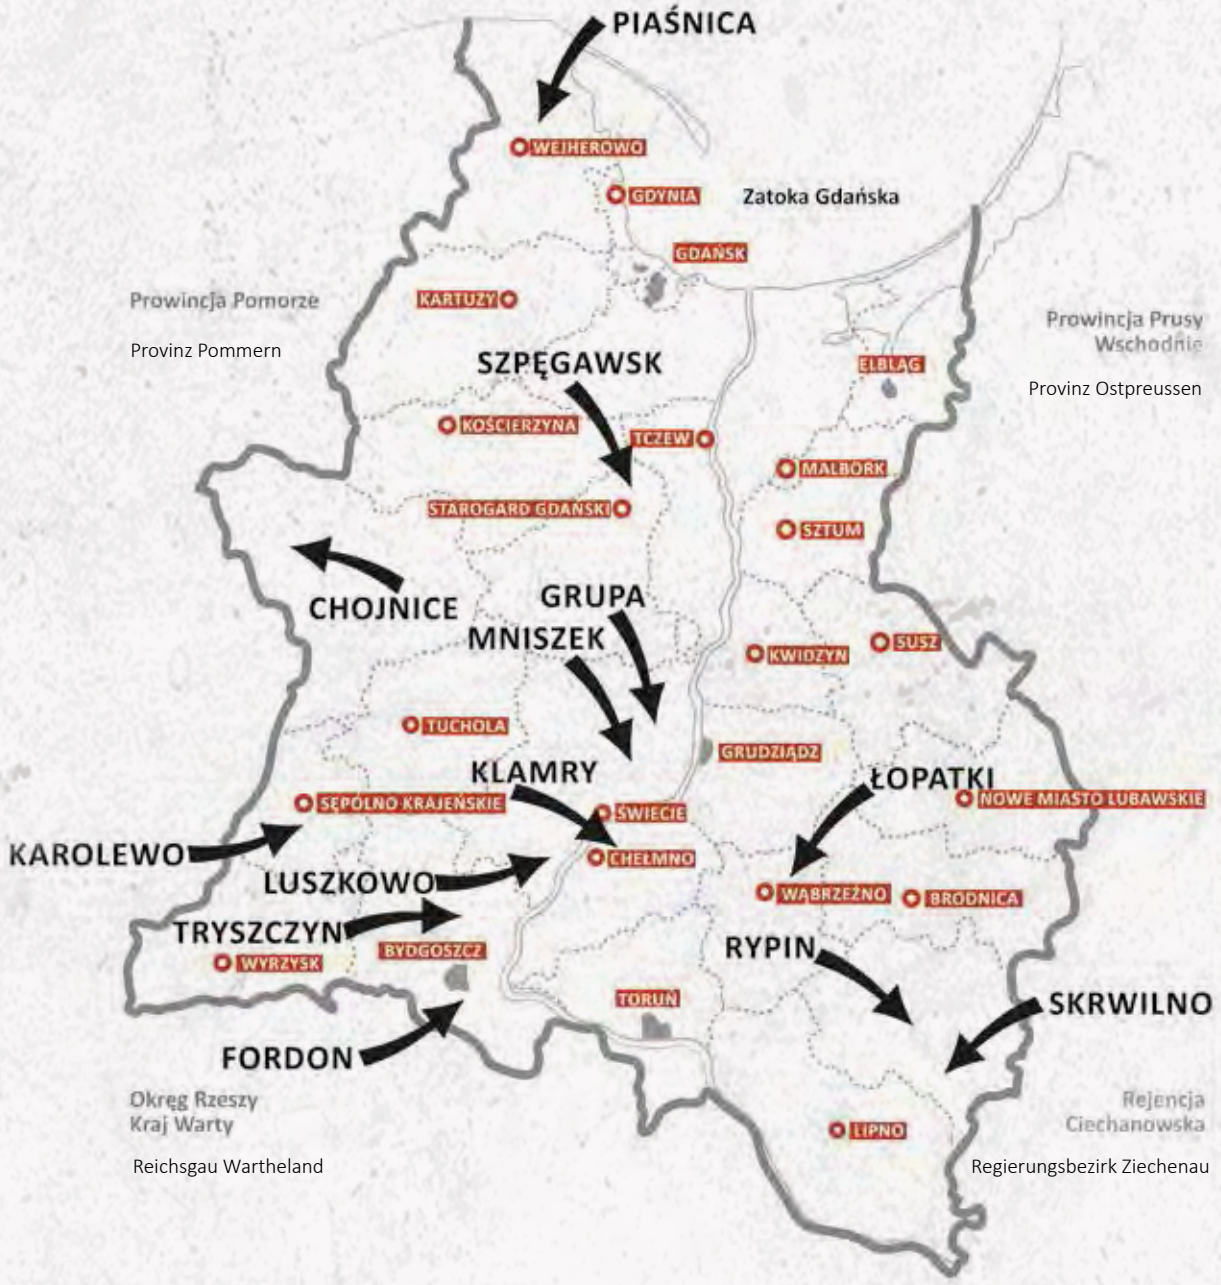 PIAŚNICA
WEJHEROWO
GDYNIA
Zatoka Gdańska
GDAŃSK
KARTUZY
Prowincja Pomorze
Provinz Pommern
Prowincja Prusy
Wschodnie
Provinz Ostpreussen
SZPĘGAWSK
ELBLĄG
KOŚCIERZYNA
TCZEW
MALBORK
STAROGARD GDAŃSKI
SZTUM
CHOJNICE
GRUPA
MNISZEK
KWIDZYN
SUSZ
TUCHOLA
GRUDZIĄDZ
KLAMRY
ŁOPATKI
SĘPÓLNO KRAJEŃSKIE
ŚWIECIE
NOWE MIASTO LUBAWSKIE
KAROLEWO
CHEŁMNO
LUSZKOWO
WĄBRZEŹNO
BRODNICA
TRYSZCZYN
BYDGOSZCZ
RYPIN
WYRZYSK
TORUŃ
SKRWILNO
FORDON
Okręg Rzeszy
Kraj Warty
Reichsgau Wartheland
Rejencja
Ciechanowska
LIPNO
Regierungsbezirk Ziechenau